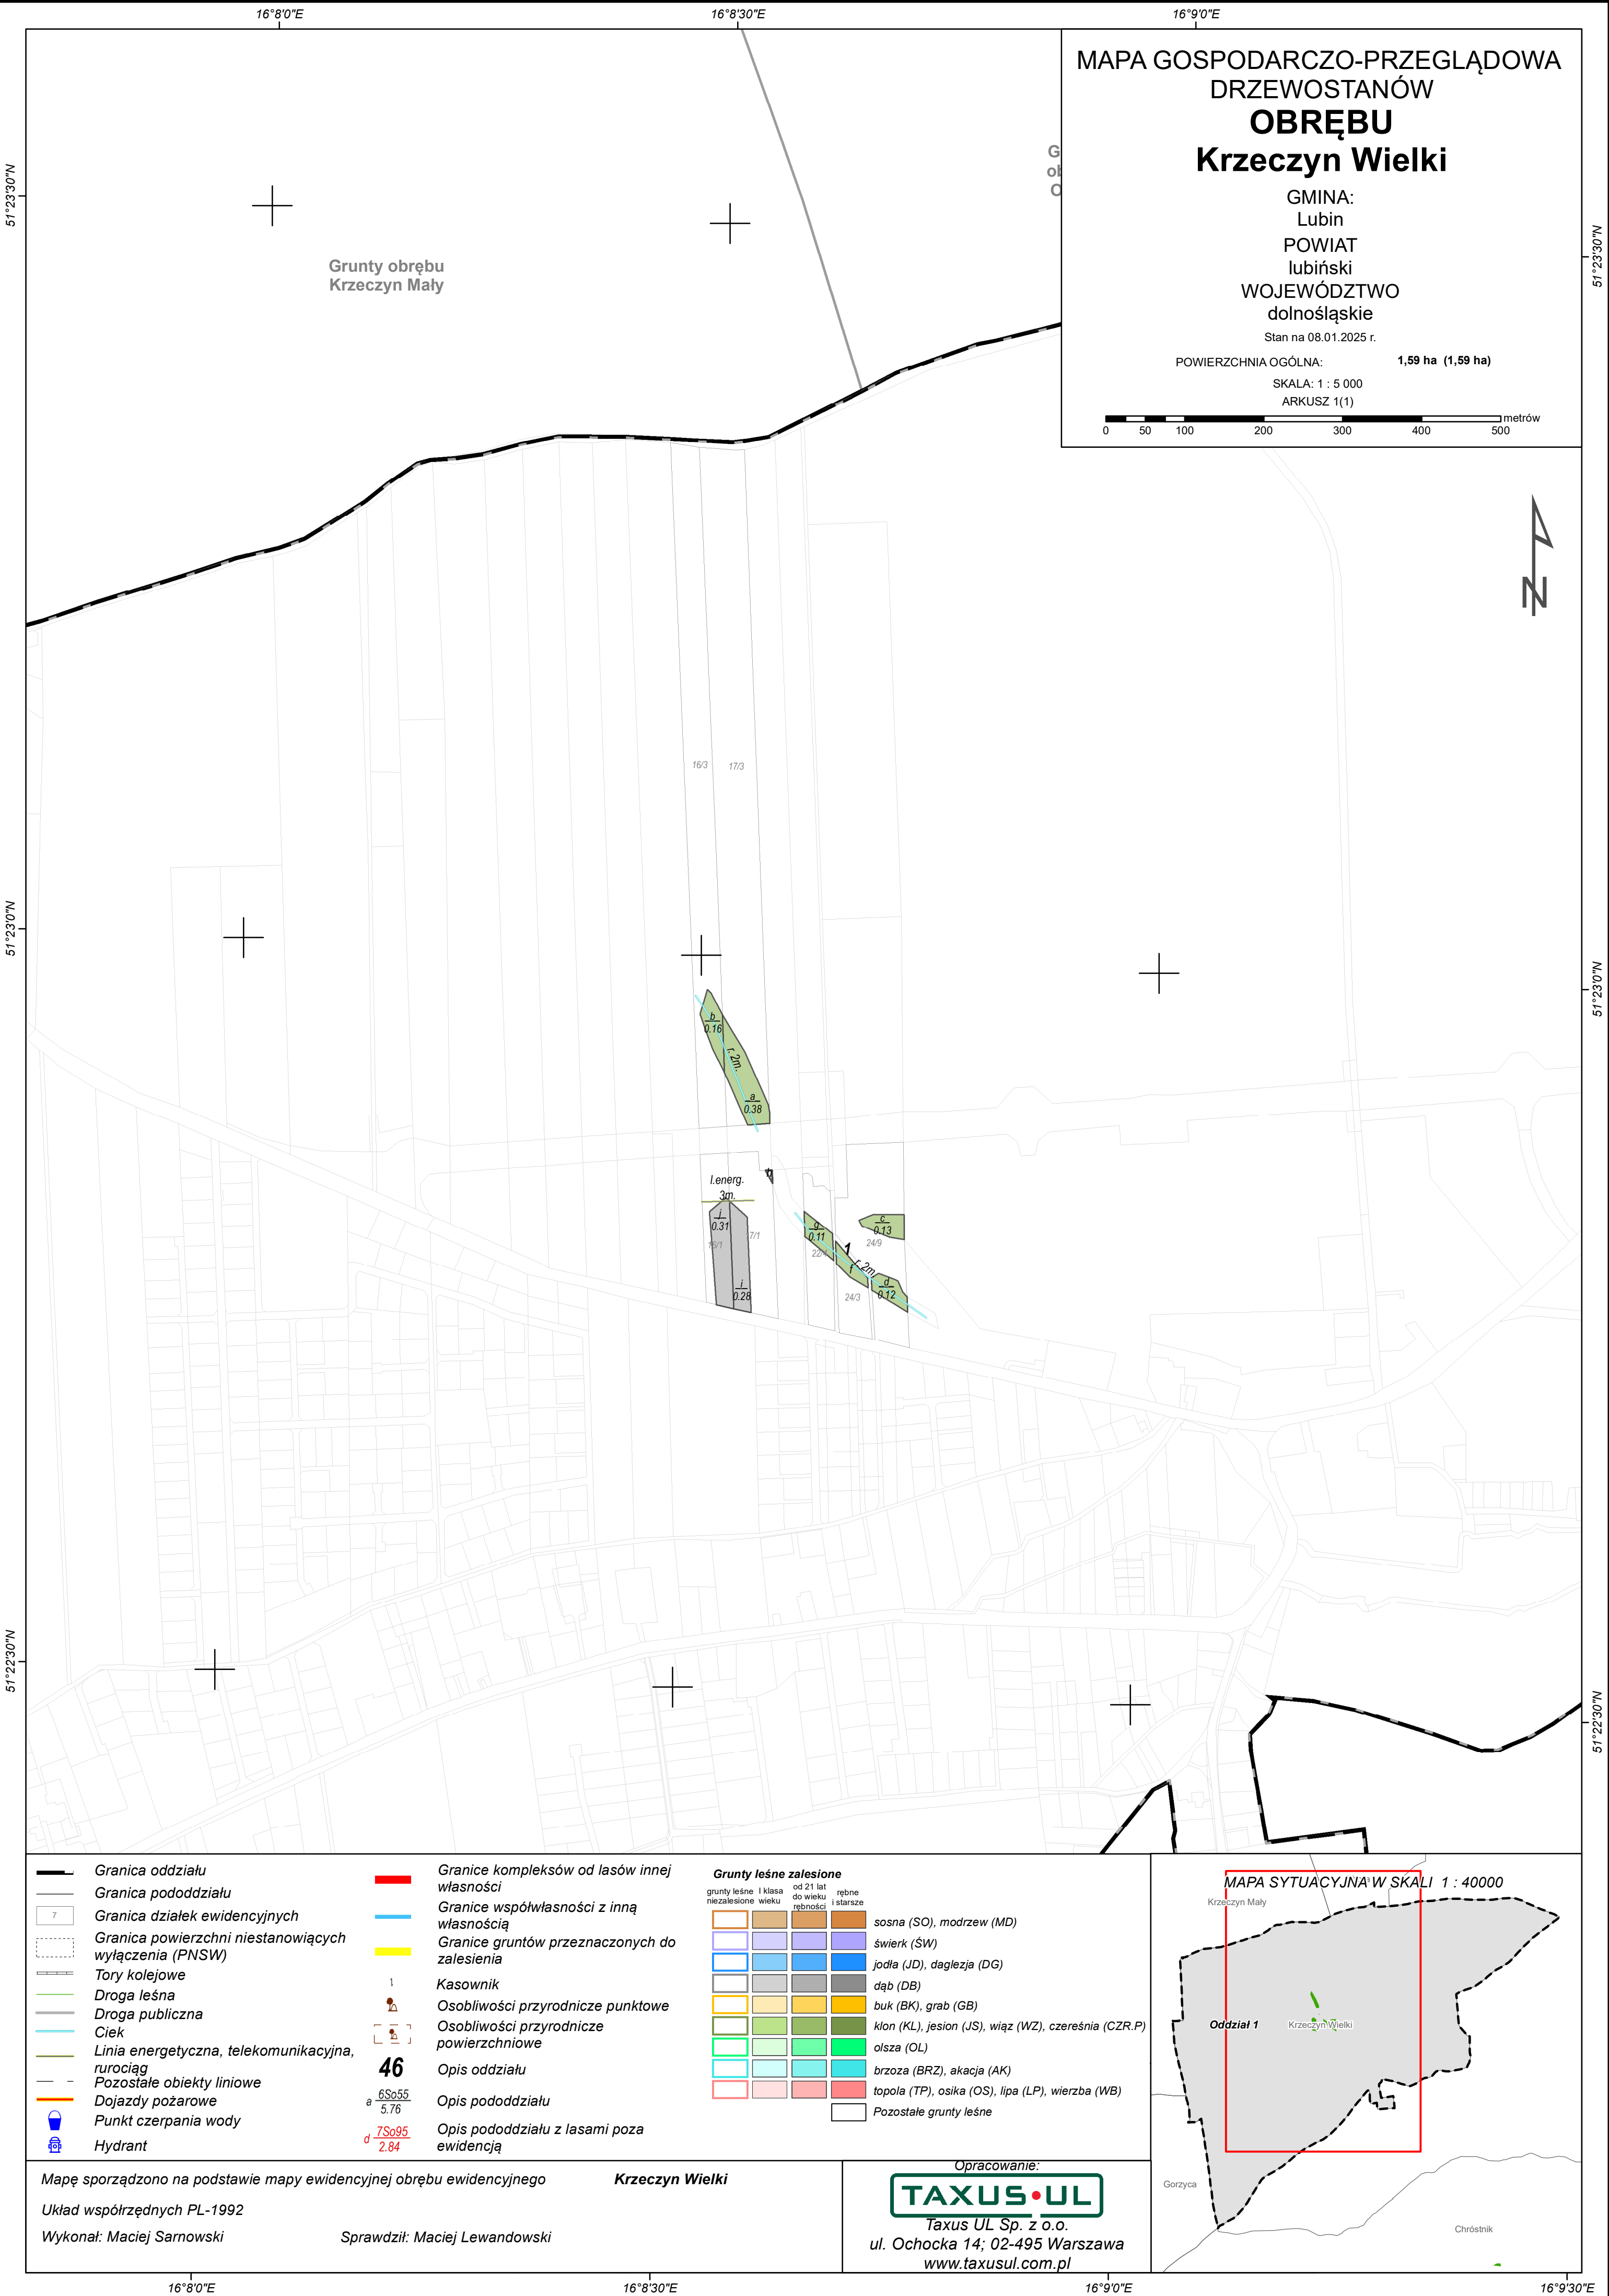 16°8'0"E
16°8'30"E
16°9'0"E
51°23'30"N
51°23'0"N
51°22'30"N
51°23'30"N
51°23'0"N
51°22'30"N
MAPA GOSPODARCZO-PRZEGLĄDOWA
DRZEWOSTANÓW
OBRĘBU
Krzeczyn Wielki
GMINA:
Lubin
POWIAT
lubiński
WOJEWÓDZTWO
dolnośląskie
Stan na 08.01.2025 r.
POWIERZCHNIA OGÓLNA: 1,59 ha (1,59 ha)
SKALA: 1 : 5 000
ARKUSZ 1(1)
metrów
0 50 100 200 300 400 500
G
ob
O
Grunty obrębu
Krzeczyn Mały
N
16/3
17/3
b
0.16
r. 2m.
a
0.38
l.energ.
3m.
j
0.31
i
0.28
g
0.11
c
0.13
24/9
1
f
r. 2m.
d
0.12
24/3
Granica oddziału
Granica pododdziału
7
Granica działek ewidencyjnych
Granica powierzchni niestanowiących
wyłączenia (PNSW)
Tory kolejowe
Droga leśna
Droga publiczna
Ciek
Linia energetyczna, telekomunikacyjna,
rurociąg
Pozostałe obiekty liniowe
Dojazdy pożarowe
Punkt czerpania wody
Hydrant
Granice kompleksów od lasów innej
własności
Granice współwłasności z inną
własnością
Granice gruntów przeznaczonych do
zalesienia
Kasownik
Osobliwości przyrodnicze punktowe
Osobliwości przyrodnicze
powierzchniowe
46
Opis oddziału
a 6So55
5.76
Opis pododdziału
d 7So95
2.84
Opis pododdziału z lasami poza
ewidencją
Grunty leśne zalesione
grunty leśne
niezalesione
I klasa
wieku
od 21 lat
do wieku
rębności
rębne
i starsze
sosna (SO), modrzew (MD)
świerk (ŚW)
jodła (JD), daglezja (DG)
dąb (DB)
buk (BK), grab (GB)
klon (KL), jesion (JS), wiąz (WZ), czereśnia (CZR.P)
olsza (OL)
brzoza (BRZ), akacja (AK)
topola (TP), osika (OS), lipa (LP), wierzba (WB)
Pozostałe grunty leśne
MAPA SYTUACYJNA W SKALI 1 : 40000
Krzeczyn Mały
Oddział 1
Krzeczyn Wielki
Gorzyca
Chróstnik
Mapę sporządzono na podstawie mapy ewidencyjnej obrębu ewidencyjnego Krzeczyn Wielki
Układ współrzędnych PL-1992
Wykonał: Maciej Sarnowski
Sprawdził: Maciej Lewandowski
Opracowanie:
TAXUS UL
Taxus UL Sp. z o.o.
ul. Ochocka 14; 02-495 Warszawa
www.taxusul.com.pl
16°8'0"E
16°8'30"E
16°9'0"E
16°9'30"E